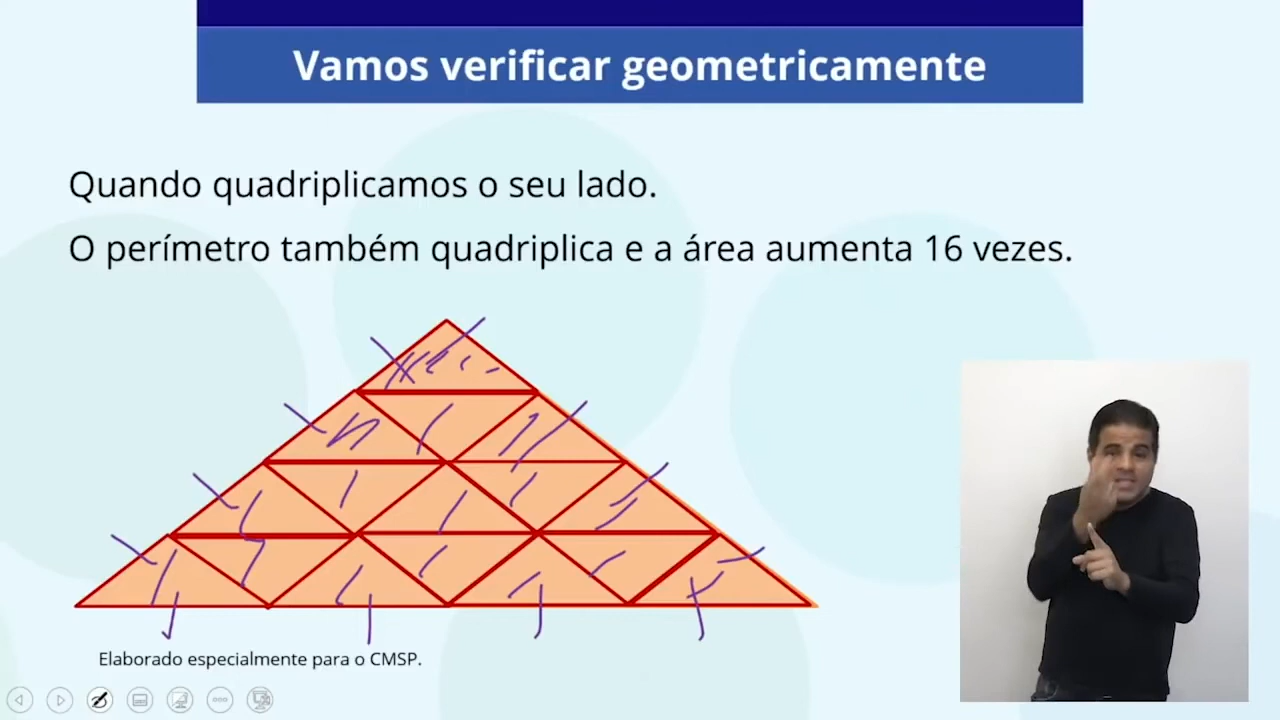 Vamos verificar geometricamente
Quando quadriplicamos o seu lado.
O perímetro também quadriplica e a área aumenta 16 vezes.
Elaborado especialmente para o CMSP.